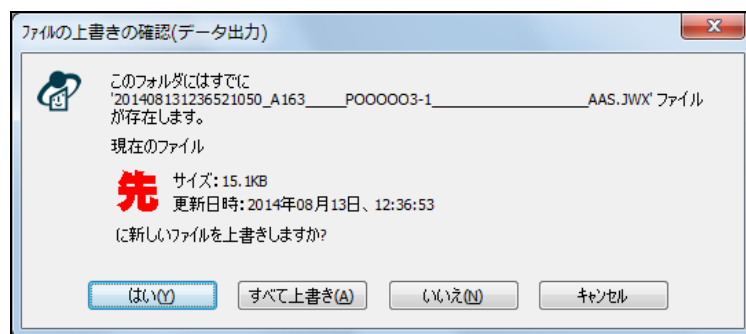 ﾌｧｲﾙの上書きの確認(データ出力)
x
このフォルダにはすでに
'201408131236521050_A163_____POOOOO3-1________________________AAS.JWX' ファイル
が存在します。
現在のファイル
先
サイズ：15.1KB
更新日時：2014年08月13日、12:36:53
に新しいﾌｧｲﾙを上書きしますか?
はい(Y) すべて上書き(A) いいえ(N) ｷｬﾝｾﾙ